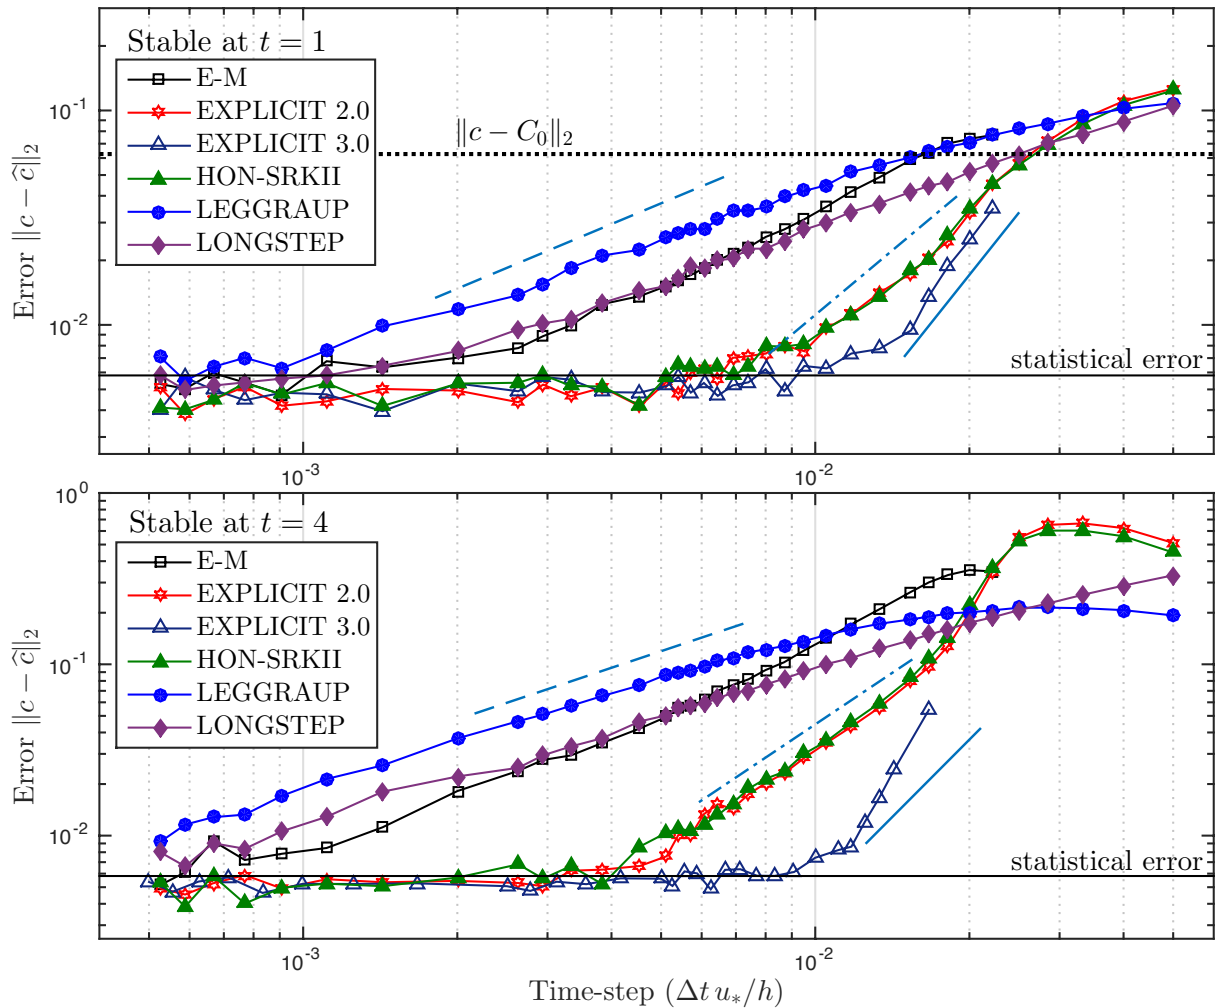 Stable at t = 1
E-M
EXPLICIT 2.0
EXPLICIT 3.0
HON-SRKII
LEGGRAUP
LONGSTEP
‖c − C₀‖₂
statistical error
Error ‖c − ĉ‖₂
10⁻¹
10⁻²
10⁻³
10⁻²
Stable at t = 4
E-M
EXPLICIT 2.0
EXPLICIT 3.0
HON-SRKII
LEGGRAUP
LONGSTEP
statistical error
Error ‖c − ĉ‖₂
10⁰
10⁻¹
10⁻²
10⁻³
10⁻²
Time-step (Δt u∗/h)